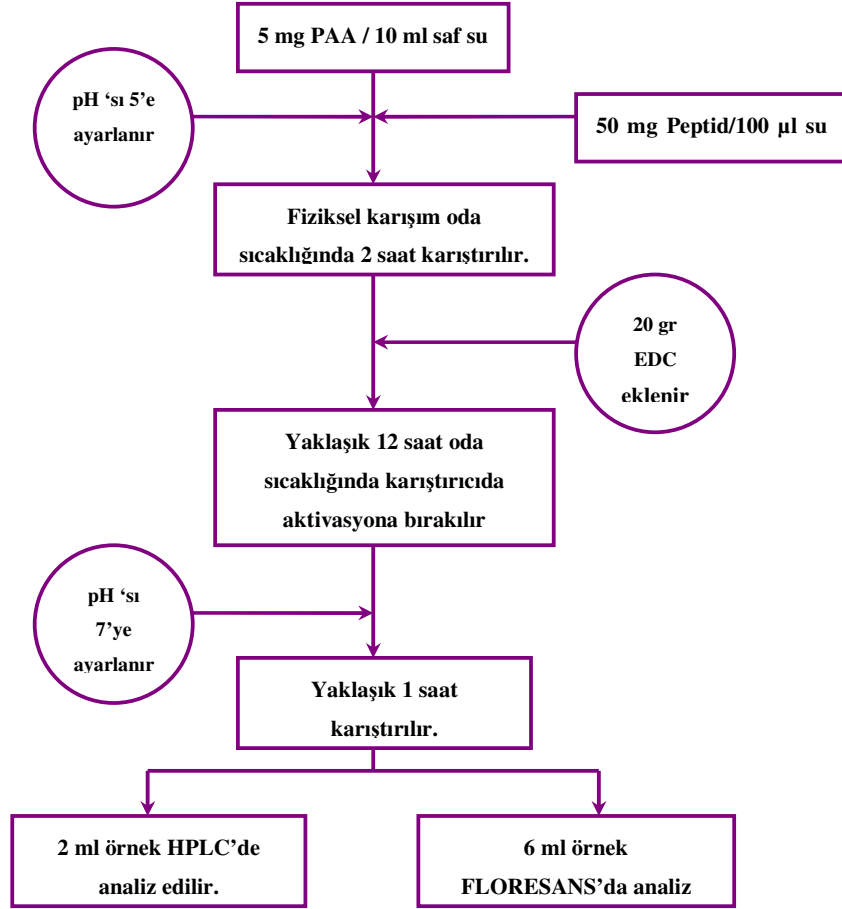 5 mg PAA / 10 ml saf su
pH ‘sı 5’e
ayarlanır
50 mg Peptid/100 µl su
Fiziksel karışım oda
sıcaklığında 2 saat karıştırılır.
20 gr
EDC
eklenir
Yaklaşık 12 saat oda
sıcaklığında karıştırıcıda
aktivasyona bırakılır
pH ‘sı
7’ye
ayarlanır
Yaklaşık 1 saat
karıştırılır.
2 ml örnek HPLC’de
analiz edilir.
6 ml örnek
FLORESANS’da analiz